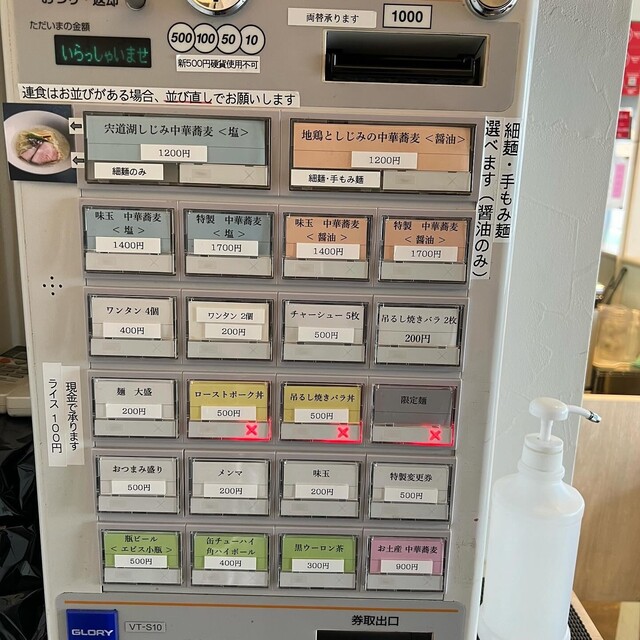 おつり・返却
ただいまの金額
いらっしゃいませ
500 100 50 10
新500円硬貨使用不可
両替承ります
1000
連食はお並びがある場合、並び直しでお願いします
宍道湖しじみ中華蕎麦 <塩>
1200円
細麺のみ
地鶏としじみの中華蕎麦 <醤油>
1200円
細麺・手もみ麺
細麺・手もみ麺
選べます(醤油のみ)
味玉 中華蕎麦
<塩>
1400円
特製 中華蕎麦
<塩>
1700円
味玉 中華蕎麦
<醤油>
1400円
特製 中華蕎麦
<醤油>
1700円
ワンタン 4個
400円
ワンタン 2個
200円
チャーシュー 5枚
500円
吊るし焼きバラ 2枚
200円
麺 大盛
200円
ローストポーク丼
500円
吊るし焼きバラ丼
500円
限定麺
現金で承ります
ライス100円
おつまみ盛り
500円
メンマ
200円
味玉
200円
特製変更券
500円
瓶ビール
<エビス小瓶>
500円
缶チューハイ
角ハイボール
400円
黒ウーロン茶
300円
お土産 中華蕎麦
900円
GLORY
VT-S10
券取出口